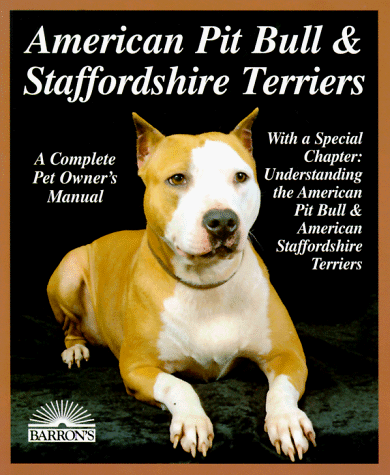 American Pit Bull &
Staffordshire Terriers
A Complete
Pet Owner's
Manual
With a Special
Chapter:
Understanding
the American
Pit Bull &
American
Staffordshire
Terriers
BARRON'S